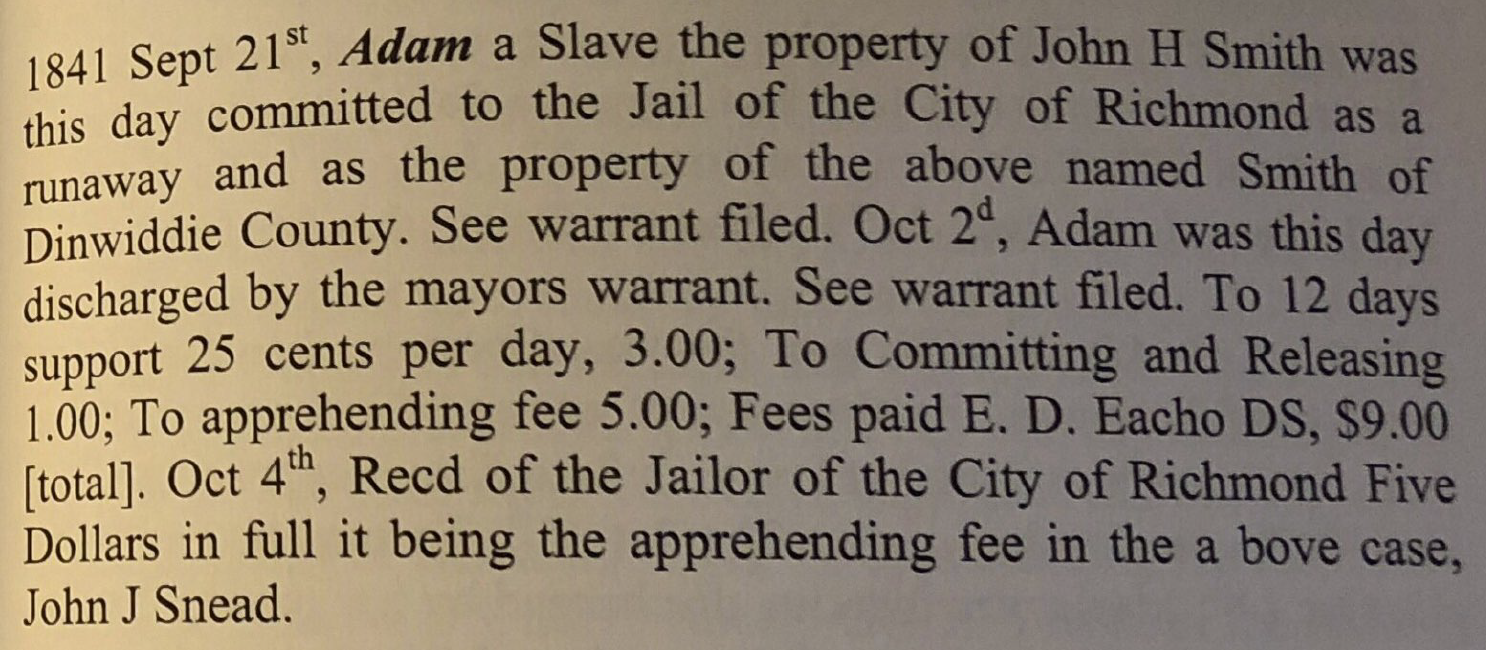 1841 Sept 21st, Adam a Slave the property of John H Smith was
this day committed to the Jail of the City of Richmond as a
runaway and as the property of the above named Smith of
Dinwiddie County. See warrant filed. Oct 2d, Adam was this day
discharged by the mayors warrant. See warrant filed. To 12 days
support 25 cents per day, 3.00; To Committing and Releasing
1.00; To apprehending fee 5.00; Fees paid E. D. Eacho DS, $9.00
[total]. Oct 4th, Recd of the Jailor of the City of Richmond Five
Dollars in full it being the apprehending fee in the a bove case,
John J Snead.